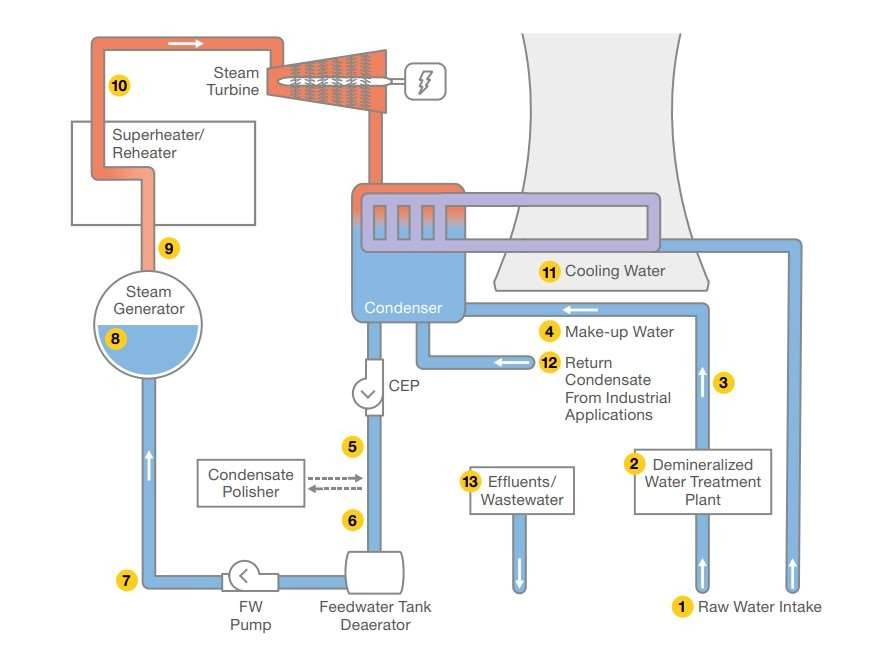 Steam
Turbine
10
Superheater/
Reheater
9
Steam
Generator
8
11 Cooling Water
Condenser
4 Make-up Water
12 Return
Condensate
From Industrial
Applications
3
CEP
5
2 Demineralized
Water Treatment
Plant
Condensate
Polisher
13 Effluents/
Wastewater
6
7
FW
Pump
Feedwater Tank
Deaerator
1 Raw Water Intake